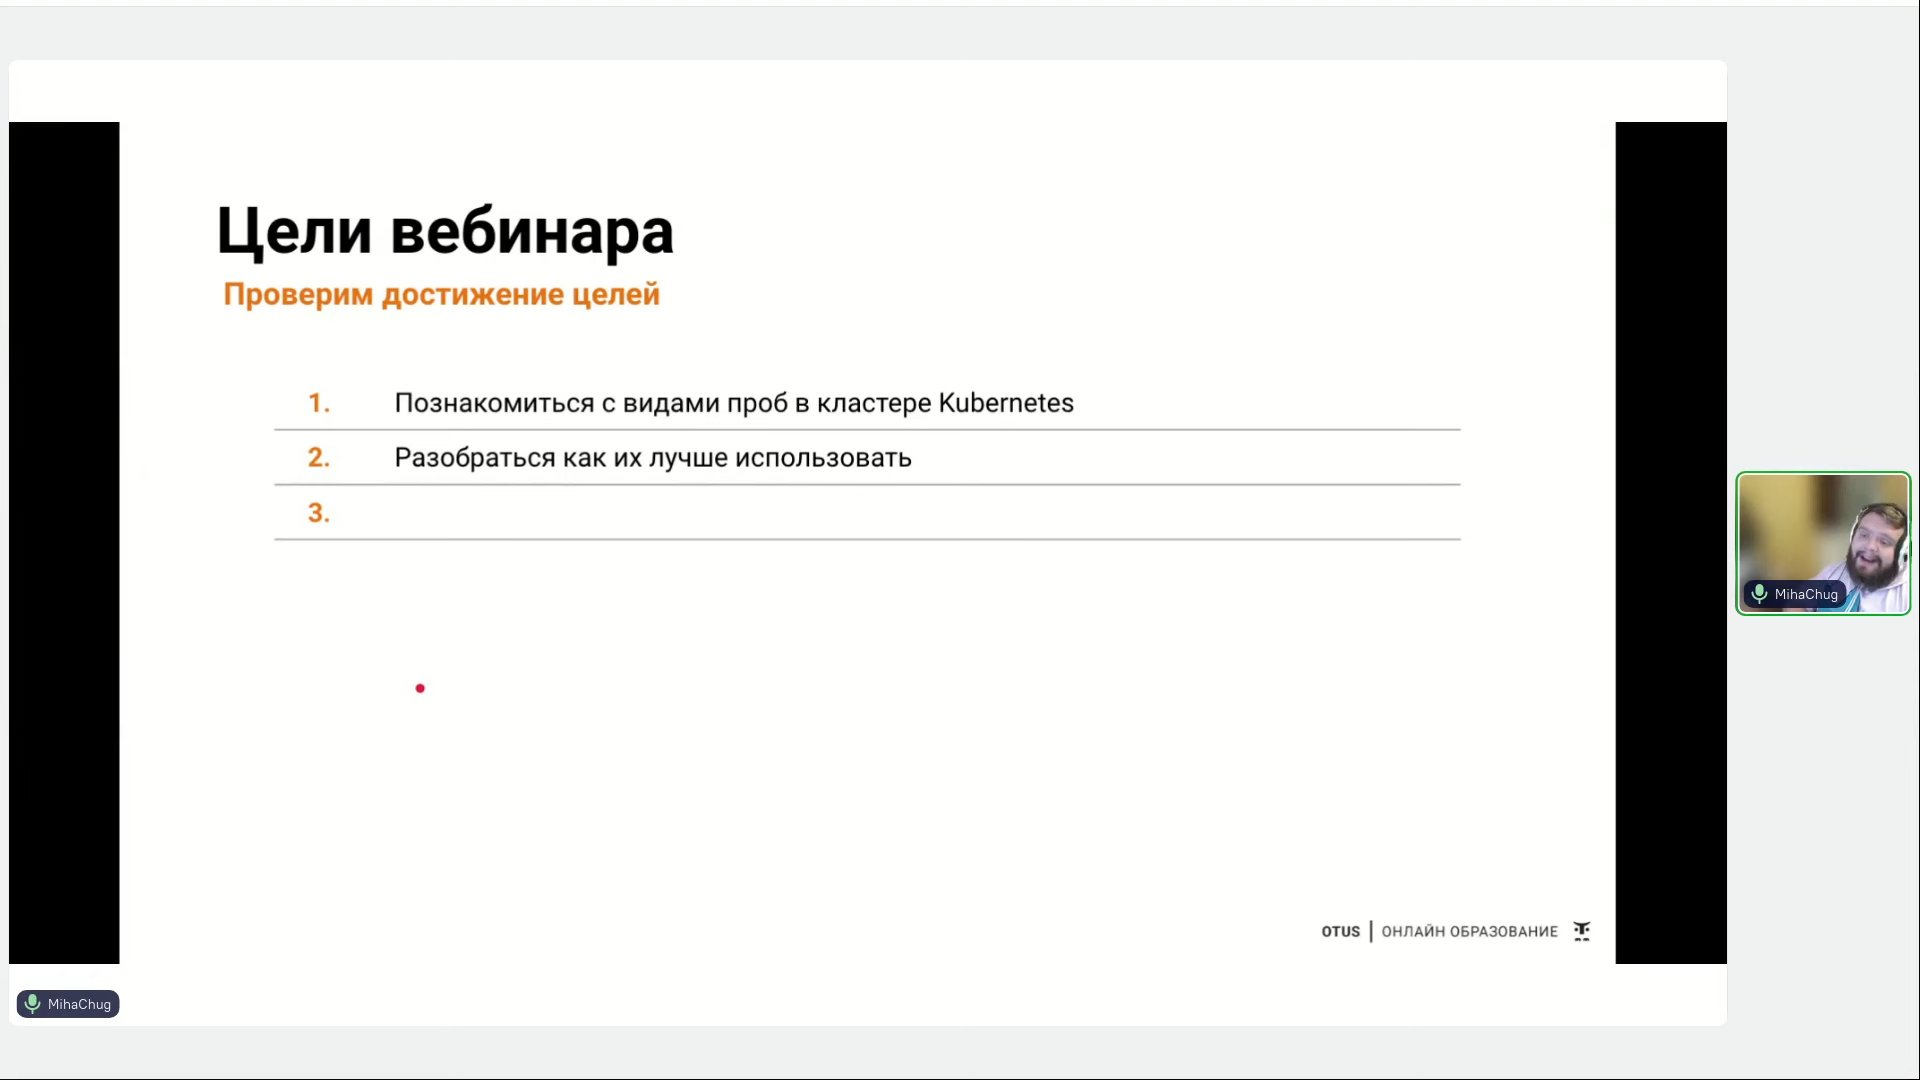 Цели вебинара
Проверим достижение целей
1. Познакомиться с видами проб в кластере Kubernetes
2. Разобраться как их лучше использовать
3.
OTUS | ОНЛАЙН ОБРАЗОВАНИЕ
MihaChug
MihaChug